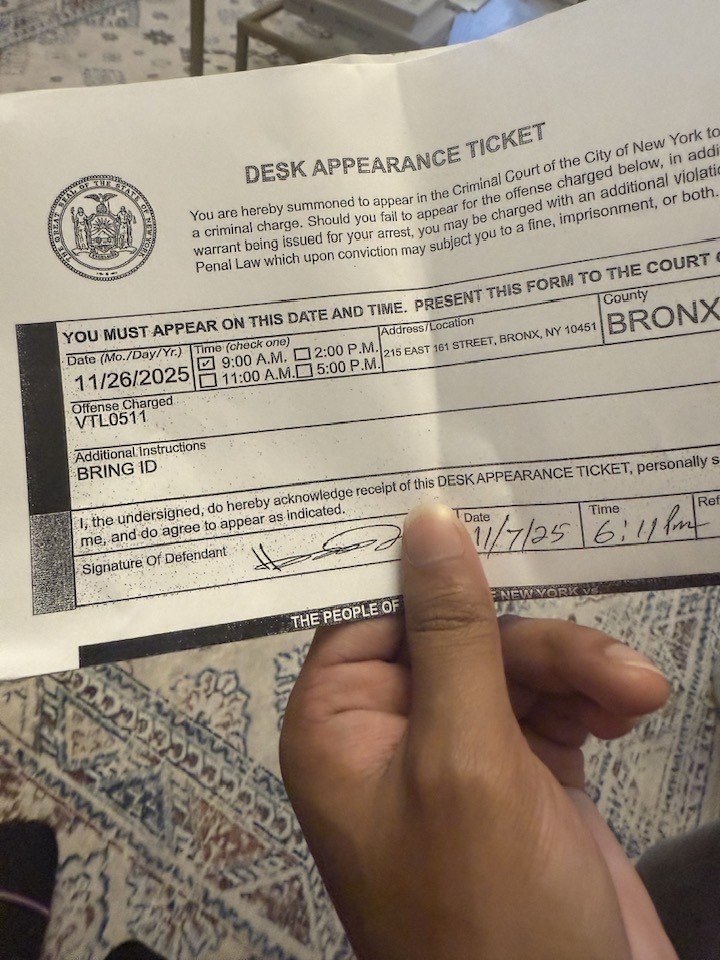 DESK APPEARANCE TICKET
You are hereby summoned to appear in the Criminal Court of the City of New York to
a criminal charge. Should you fail to appear for the offense charged below, in addi
warrant being issued for your arrest, you may be charged with an additional violatio
Penal Law which upon conviction may subject you to a fine, imprisonment, or both.
YOU MUST APPEAR ON THIS DATE AND TIME. PRESENT THIS FORM TO THE COURT
Date (Mo./Day/Yr.) Time (check one) Address/Location County
11/26/2025 ☑ 9:00 A.M. ☐ 2:00 P.M. 215 EAST 161 STREET, BRONX, NY 10451 BRONX
☐ 11:00 A.M. ☐ 5:00 P.M.
Offense Charged
VTL0511
Additional Instructions
BRING ID
I, the undersigned, do hereby acknowledge receipt of this DESK APPEARANCE TICKET, personally s
me, and do agree to appear as indicated.
Signature Of Defendant Date Time Ref
11/7/25 6:11 pm
THE PEOPLE OF NEW YORK vs.